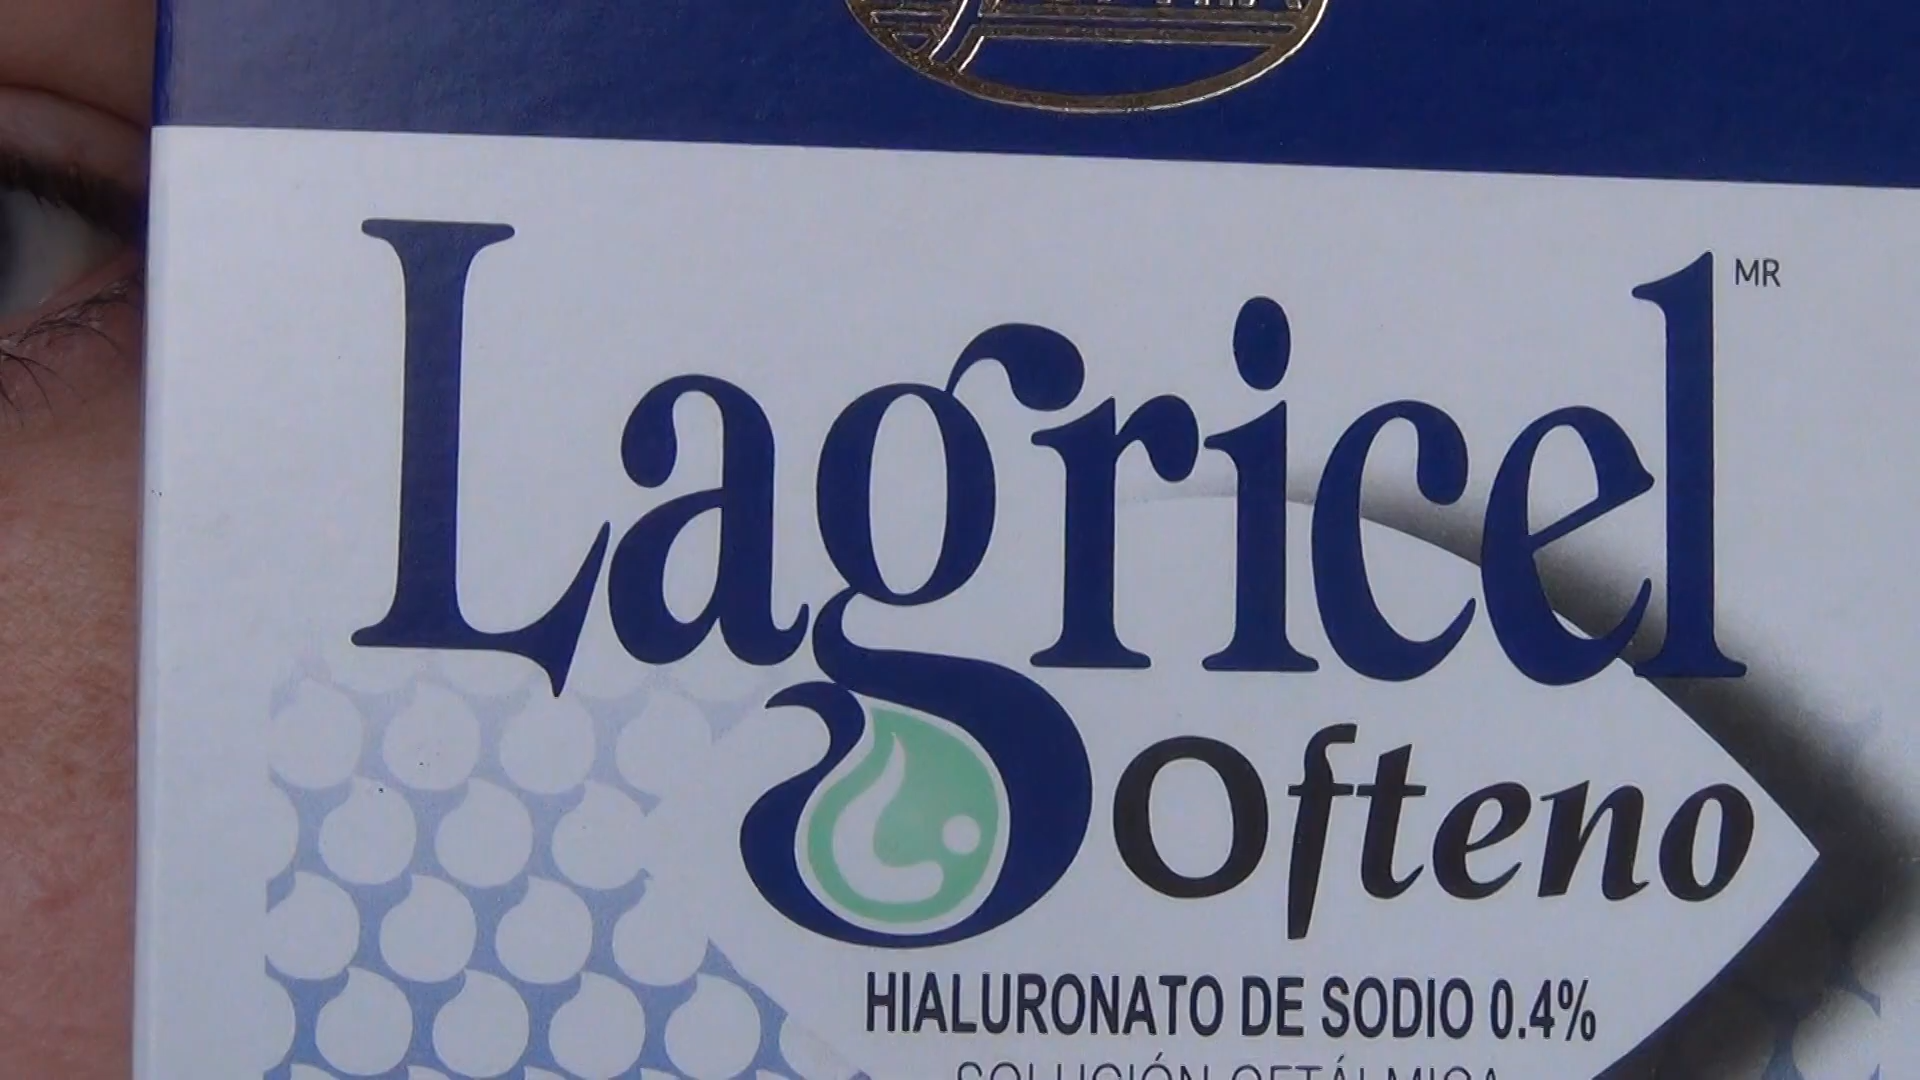 Lagricel MR
Ofteno
HIALURONATO DE SODIO 0.4%
SOLUCIÓN OFTÁLMICA